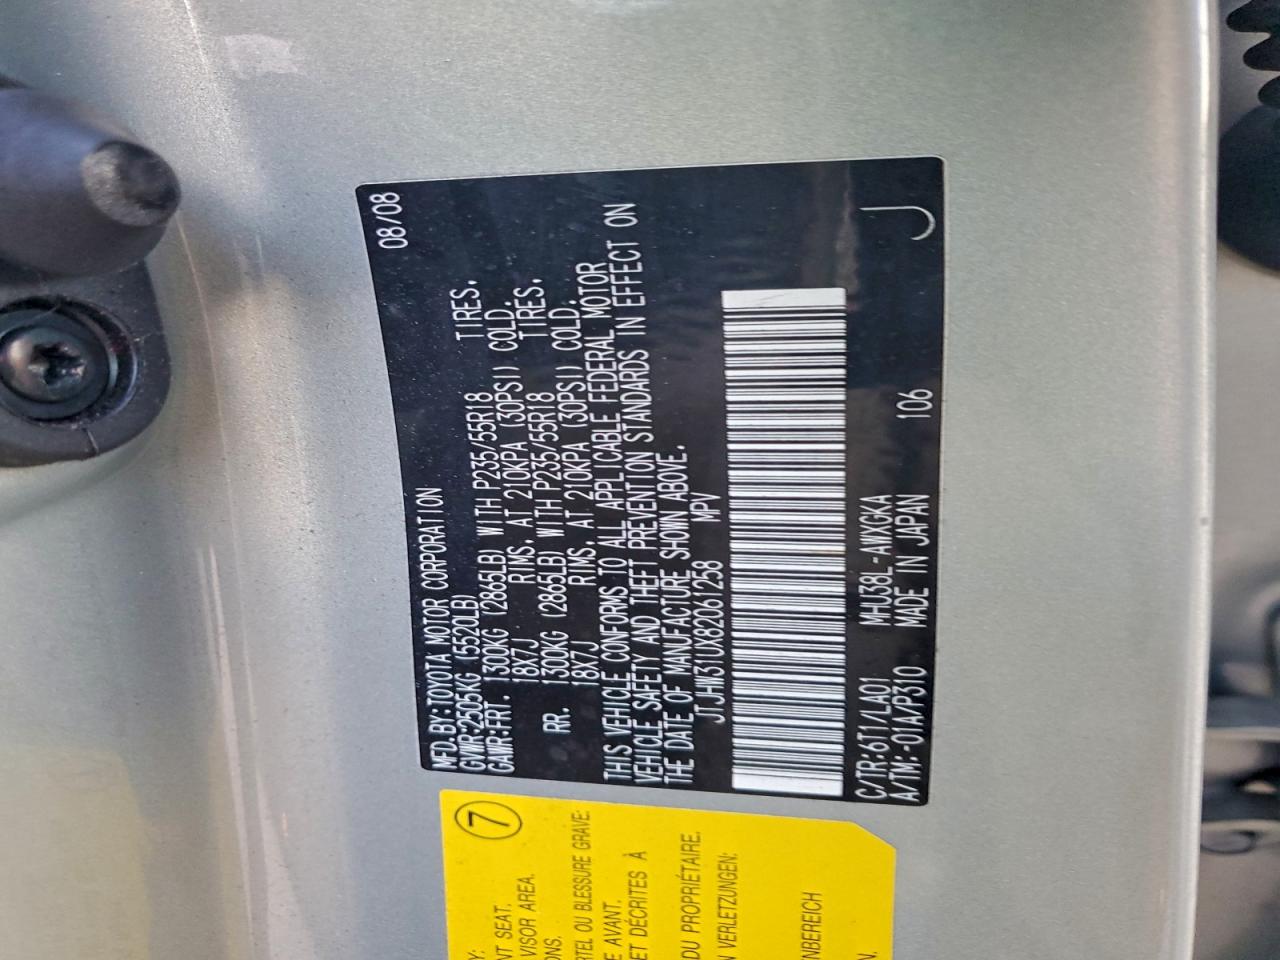 MFD.BY:TOYOTA MOTOR CORPORATION 08/08
GVWR:2505KG (5520LB)
GAWR:FRT. 1300KG (2865LB) WITH P235/55R18 TIRES,
18X7J RIMS, AT 210KPA (30PSI) COLD.
RR. 1300KG (2865LB) WITH P235/55R18 TIRES,
18X7J RIMS, AT 210KPA (30PSI) COLD.
THIS VEHICLE CONFORMS TO ALL APPLICABLE FEDERAL MOTOR
VEHICLE SAFETY AND THEFT PREVENTION STANDARDS IN EFFECT ON
THE DATE OF MANUFACTURE SHOWN ABOVE.
JTJHW31UX82061258 MPV
C/TR:6T1/LA01 MHU38L-AWXGKA
A/TM:-01A/P310 MADE IN JAPAN 106 J
7
Y:
NT SEAT.
VISOR AREA.
ONS.
RTEL OU BLESSURE GRAVE:
E AVANT.
ET DÉCRITES À
DU PROPRIÉTAIRE.
N VERLETZUNGEN:
ENBEREICH
N.